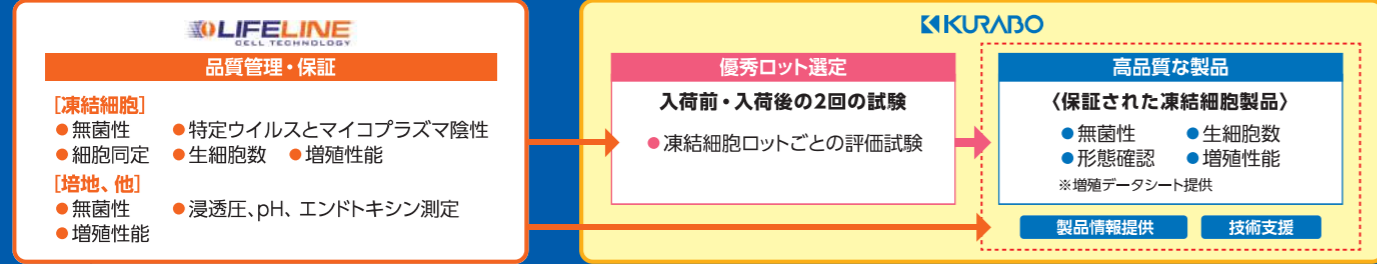 LIFELINE
CELL TECHNOLOGY
品質管理・保証
[凍結細胞]
●無菌性 ●特定ウイルスとマイコプラズマ陰性
●細胞同定 ●生細胞数 ●増殖性能
[培地、他]
●無菌性 ●浸透圧、pH、エンドトキシン測定
●増殖性能
KURABO
優秀ロット選定
入荷前・入荷後の2回の試験
●凍結細胞ロットごとの評価試験
高品質な製品
〈保証された凍結細胞製品〉
●無菌性 ●生細胞数
●形態確認 ●増殖性能
※増殖データシート提供
製品情報提供 技術支援